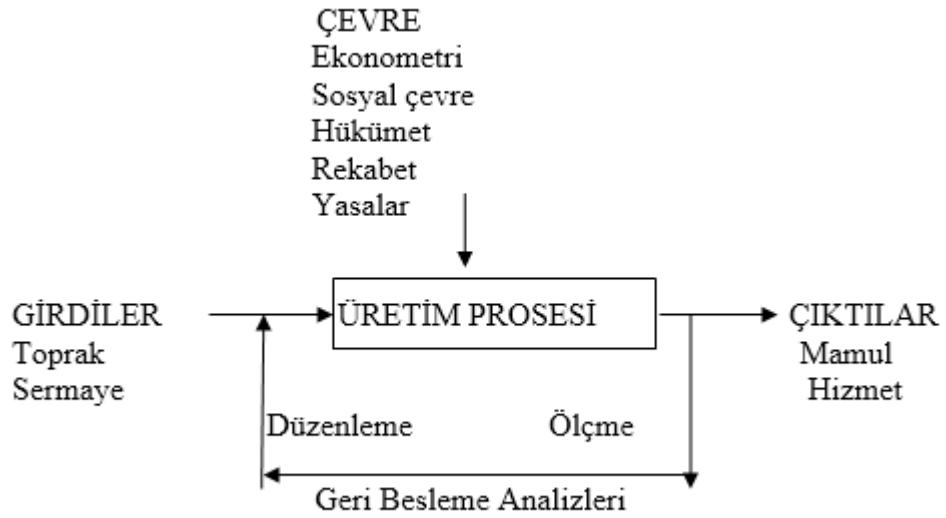 ÇEVRE
Ekonometri
Sosyal çevre
Hükümet
Rekabet
Yasalar
GİRDİLER
Toprak
Sermaye
ÜRETİM PROSESİ
ÇIKTILAR
Mamul
Hizmet
Düzenleme
Ölçme
Geri Besleme Analizleri